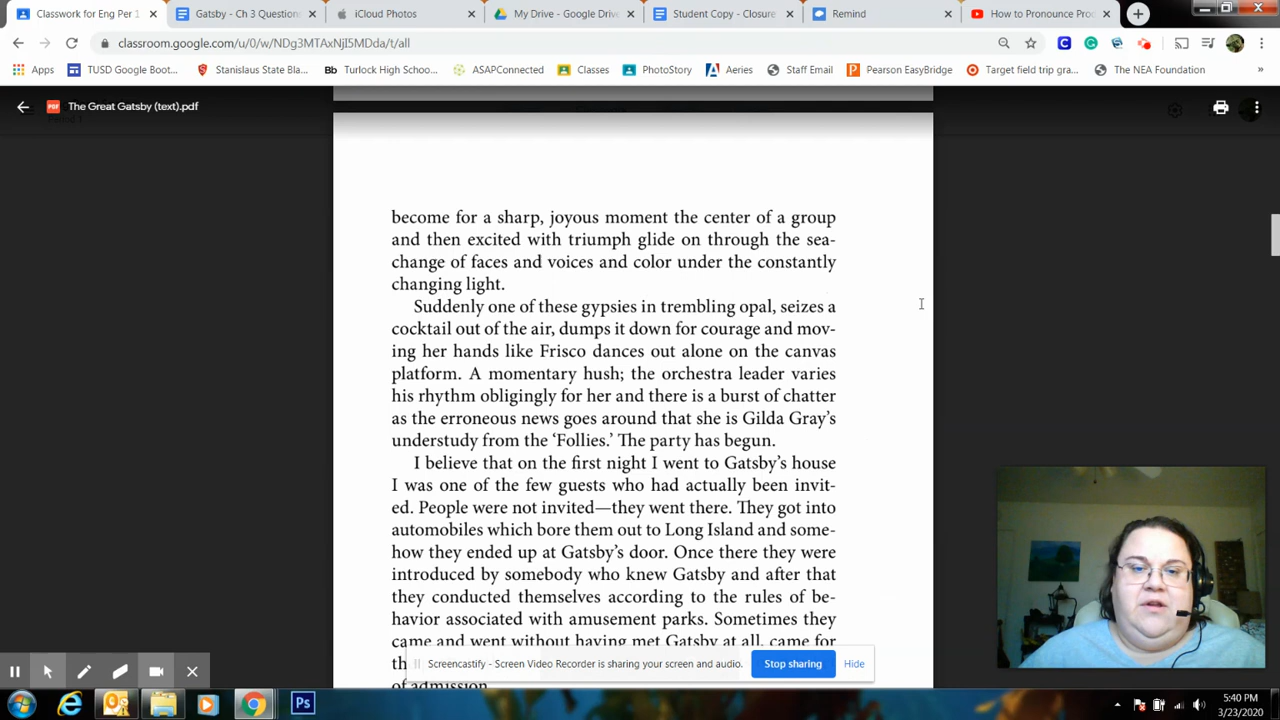 Classwork for Eng Per 1
Gatsby - Ch 3 Question
iCloud Photos
My Drive - Google Drive
Student Copy - Closure
Remind
How to Pronounce Proc
classroom.google.com/u/0/w/NDg3MTAxNjI5MDda/t/all
Apps
TUSD Google Boot...
Stanislaus State Bla...
Bb Turlock High Schoo...
ASAPConnected
Classes
PhotoStory
Aeries
Staff Email
Pearson EasyBridge
Target field trip gra...
The NEA Foundation
»
PDF The Great Gatsby (text).pdf
become for a sharp, joyous moment the center of a group
and then excited with triumph glide on through the sea-
change of faces and voices and color under the constantly
changing light.
Suddenly one of these gypsies in trembling opal, seizes a
cocktail out of the air, dumps it down for courage and mov-
ing her hands like Frisco dances out alone on the canvas
platform. A momentary hush; the orchestra leader varies
his rhythm obligingly for her and there is a burst of chatter
as the erroneous news goes around that she is Gilda Gray’s
understudy from the ‘Follies.’ The party has begun.
I believe that on the first night I went to Gatsby’s house
I was one of the few guests who had actually been invit-
ed. People were not invited—they went there. They got into
automobiles which bore them out to Long Island and some-
how they ended up at Gatsby’s door. Once there they were
introduced by somebody who knew Gatsby and after that
they conducted themselves according to the rules of be-
havior associated with amusement parks. Sometimes they
came and went without having met Gatsby at all, came for
of admission
Screencastify - Screen Video Recorder is sharing your screen and audio.
Stop sharing
Hide
Ps
5:40 PM
3/23/2020